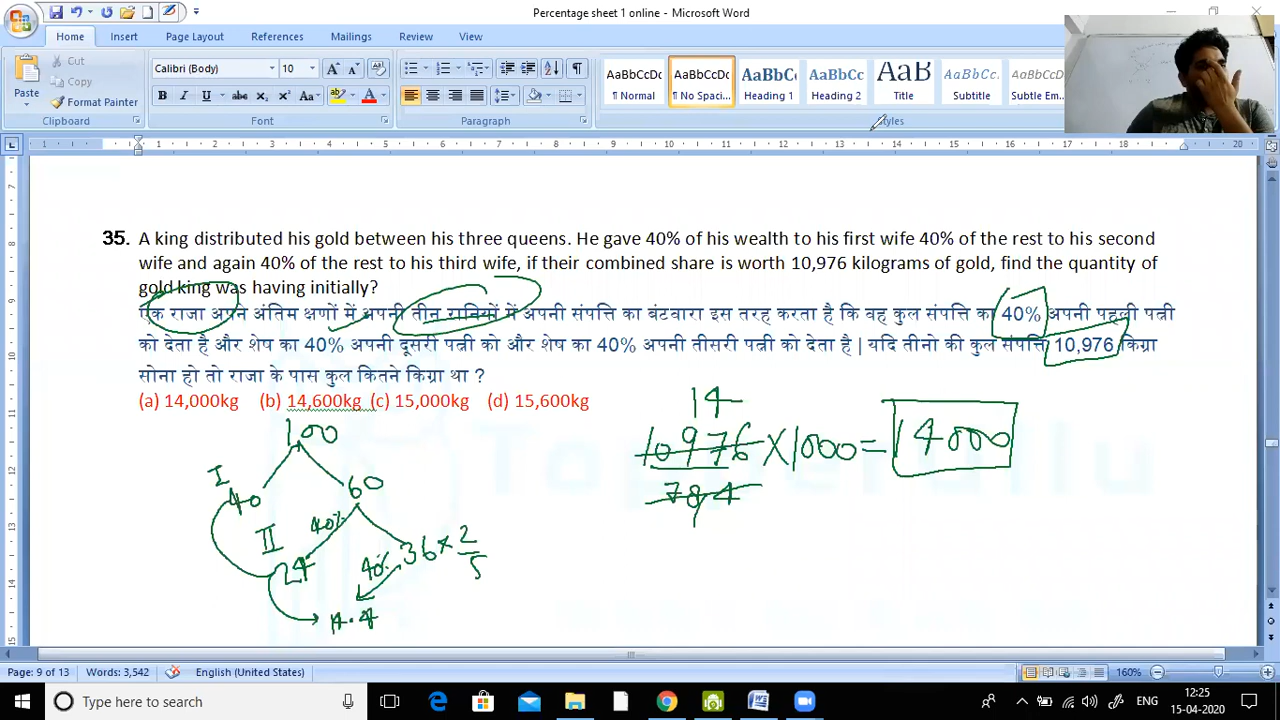 Percentage sheet 1 online - Microsoft Word
Home Insert Page Layout References Mailings Review View
Paste
Cut
Copy
Format Painter
Calibri (Body) 10
AaBbCcDc AaBbCcDc AaBbCc AaBbCc AaB AaBbCcL AaBbCcDc
¶ Normal ¶ No Spaci... Heading 1 Heading 2 Title Subtitle Subtle Em...
Clipboard Font Paragraph Styles
35. A king distributed his gold between his three queens. He gave 40% of his wealth to his first wife 40% of the rest to his second
wife and again 40% of the rest to his third wife, if their combined share is worth 10,976 kilograms of gold, find the quantity of
gold king was having initially?
एक राजा अपने अंतिम क्षणों में अपनी तीन रानियों में अपनी संपत्ति का बंटबारा इस तरह करता है कि वह कुल संपत्ति का 40% अपनी पहली पत्नी
को देता है और शेष का 40% अपनी दूसरी पत्नी को और शेष का 40% अपनी तीसरी पत्नी को देता है | यदि तीनो की कुल संपत्ति 10,976 किग्रा
सोना हो तो राजा के पास कुल कितने किग्रा था ?
(a) 14,000kg (b) 14,600kg (c) 15,000kg (d) 15,600kg
14
10976 × 1000 = 14000
784
100
I
40 60
II 40%
24 40% 36 × 2/5
14.4
Page: 9 of 13 Words: 3,542 English (United States) 160%
Type here to search
ENG
12:25
15-04-2020